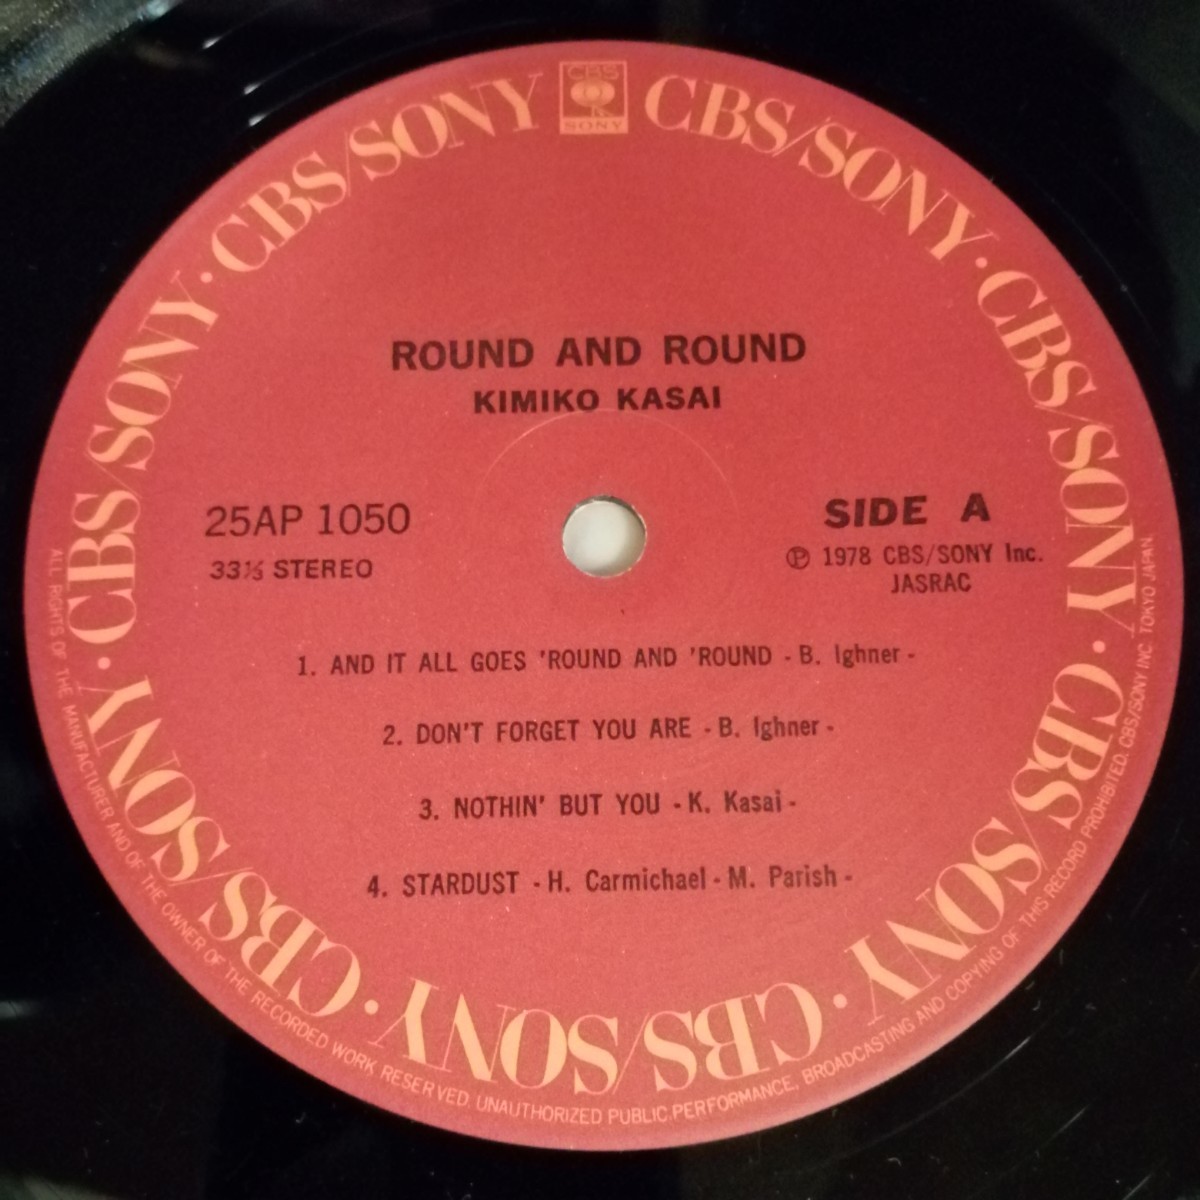 CBS
SONY
CBS/SONY · CBS/SONY · CBS/SONY · CBS/SONY · CBS/SONY · CBS/SONY · CBS/SONY · CBS/SONY · CBS/SONY
ROUND AND ROUND
KIMIKO KASAI
25AP 1050
33⅓ STEREO
SIDE A
Ⓟ 1978 CBS/SONY Inc.
JASRAC
1. AND IT ALL GOES 'ROUND AND 'ROUND - B. Ighner -
2. DON'T FORGET YOU ARE - B. Ighner -
3. NOTHIN' BUT YOU - K. Kasai -
4. STARDUST - H. Carmichael - M. Parish -
ALL RIGHTS OF THE MANUFACTURER AND OF THE OWNER OF THE RECORDED WORK RESERVED. UNAUTHORIZED PUBLIC.PERFORMANCE, BROADCASTING AND COPYING OF THIS RECORD PROHIBITED. CBS/SONY INC. TOKYO JAPAN.